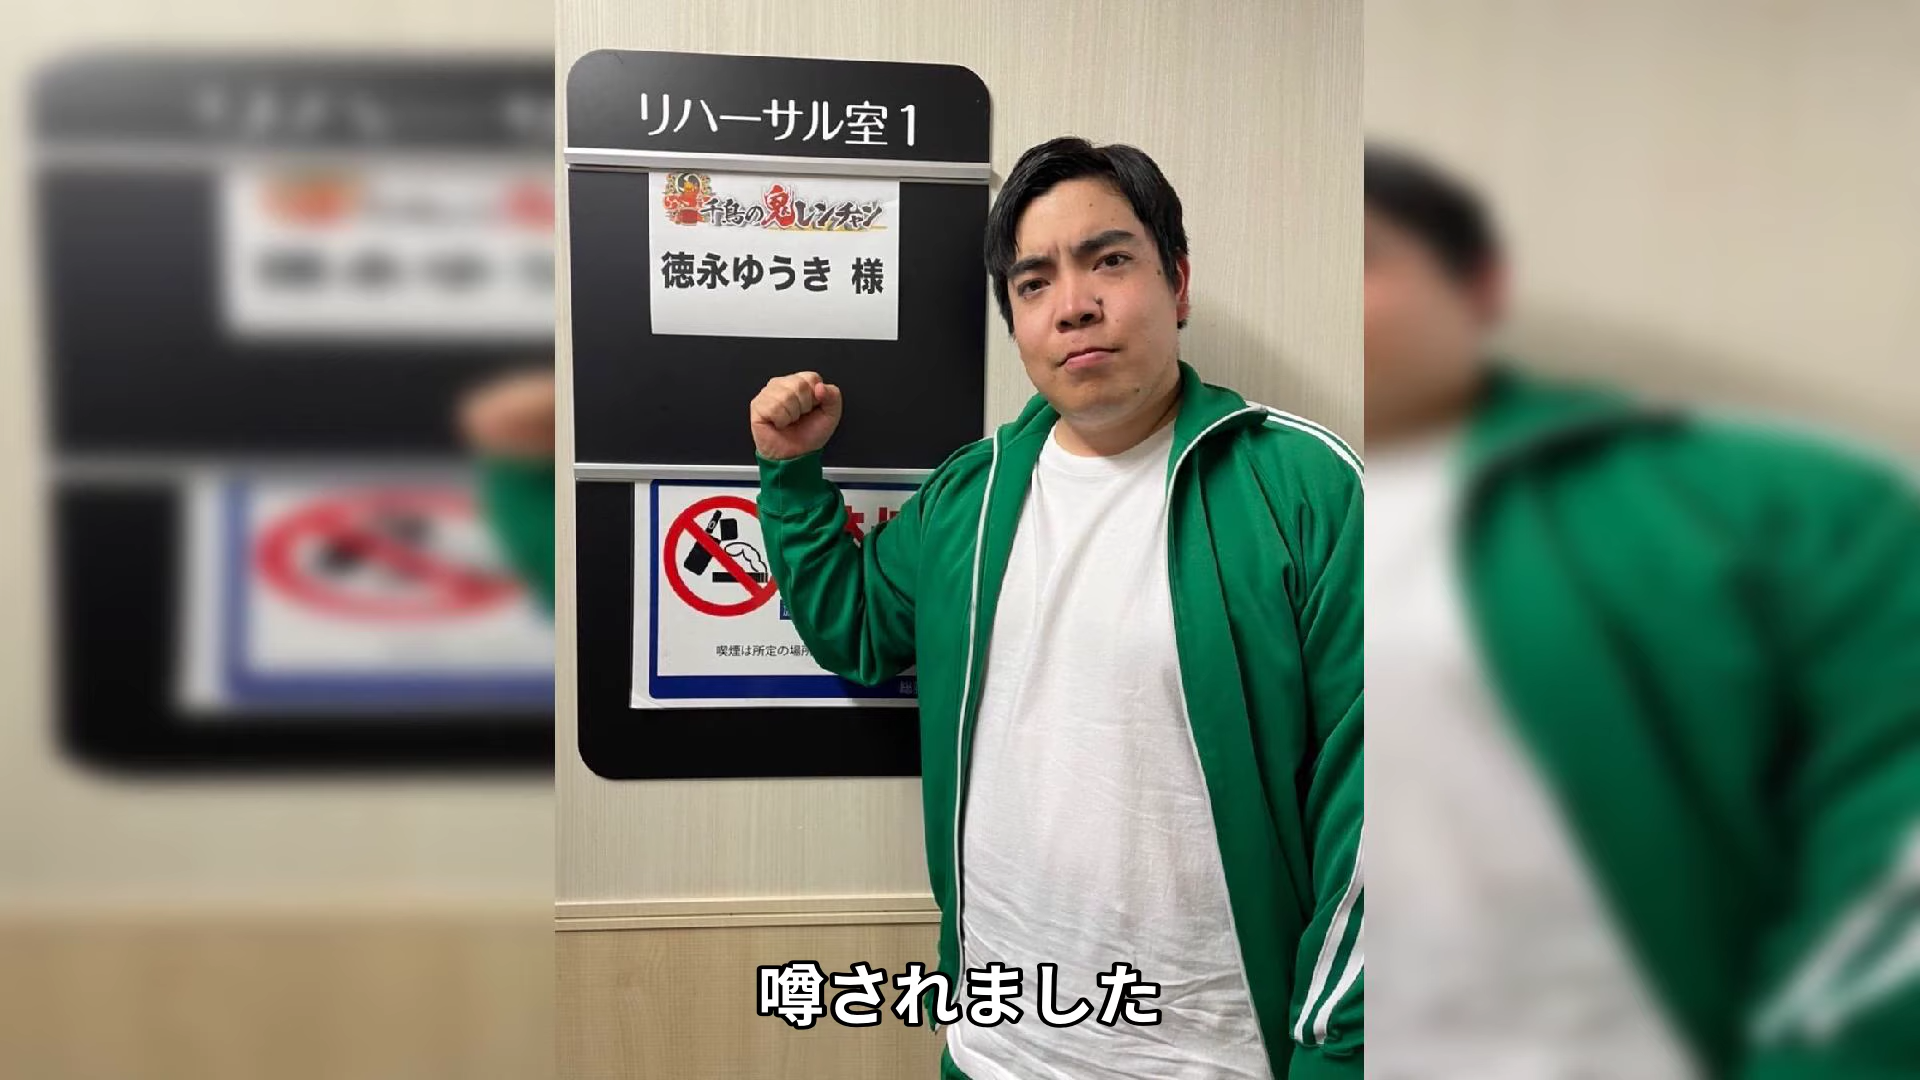 リハーサル室1
千鳥の鬼レンチャン
徳永ゆうき 様
喫煙は所定の場所
噂されました